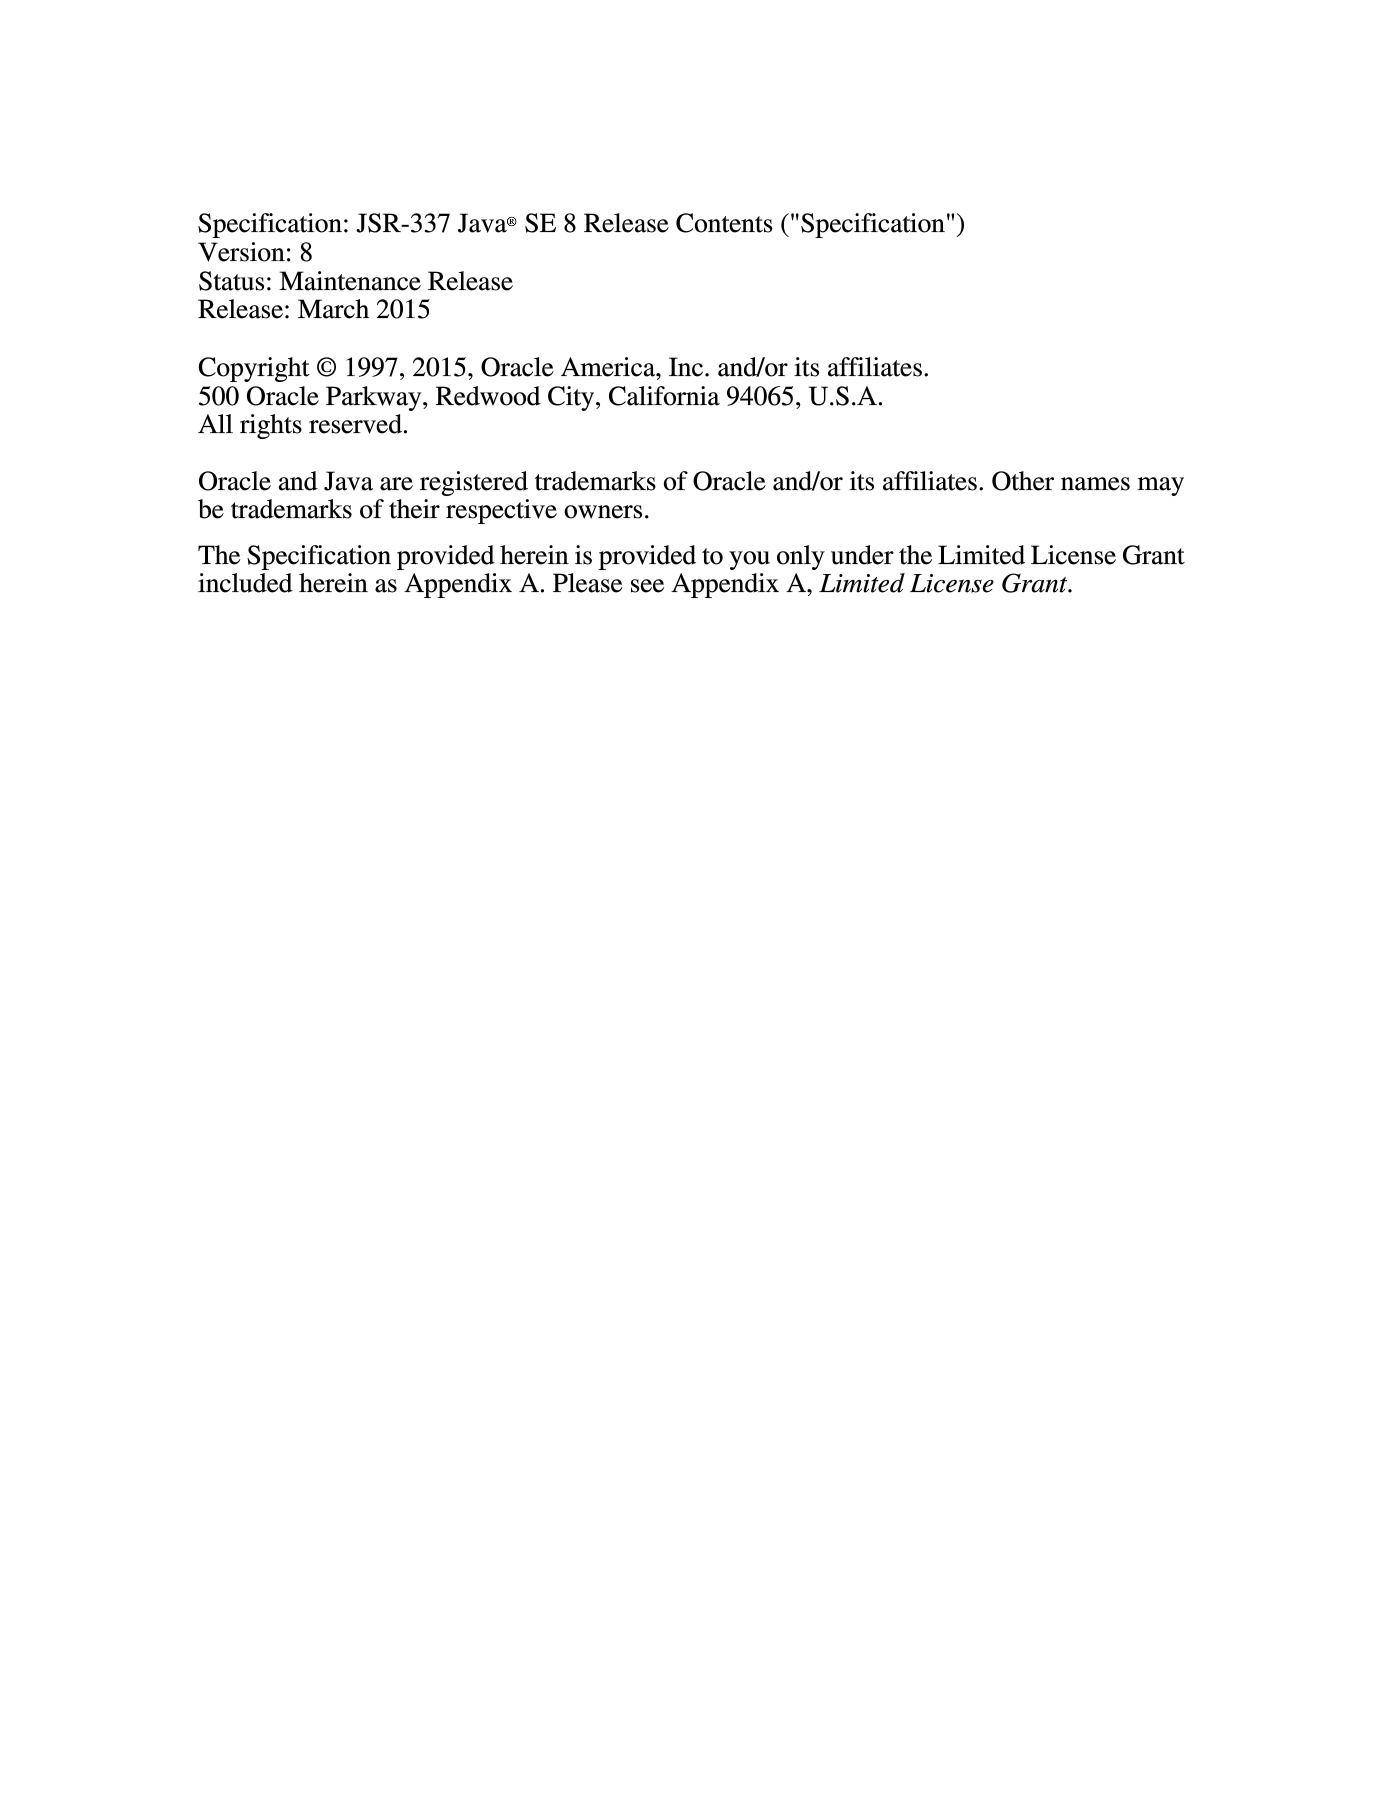 Specification: JSR-337 Java® SE 8 Release Contents ("Specification")
Version: 8
Status: Maintenance Release
Release: March 2015
Copyright © 1997, 2015, Oracle America, Inc. and/or its affiliates.
500 Oracle Parkway, Redwood City, California 94065, U.S.A.
All rights reserved.
Oracle and Java are registered trademarks of Oracle and/or its affiliates. Other names may
be trademarks of their respective owners.
The Specification provided herein is provided to you only under the Limited License Grant
included herein as Appendix A. Please see Appendix A, Limited License Grant.